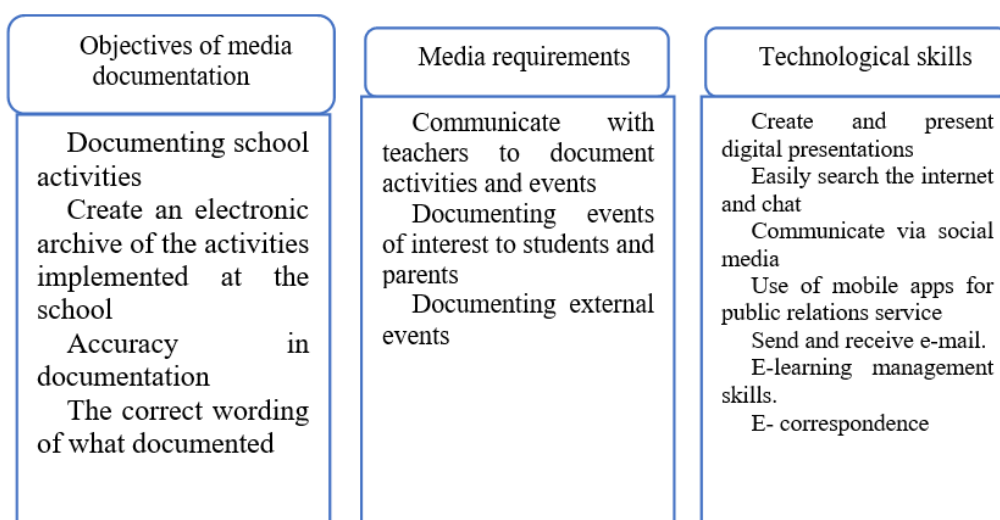 Objectives of media
documentation
Documenting school
activities
Create an electronic
archive of the activities
implemented at the
school
Accuracy in
documentation
The correct wording
of what documented
Media requirements
Communicate with
teachers to document
activities and events
Documenting events
of interest to students and
parents
Documenting external
events
Technological skills
Create and present
digital presentations
Easily search the internet
and chat
Communicate via social
media
Use of mobile apps for
public relations service
Send and receive e-mail.
E-learning management
skills.
E- correspondence